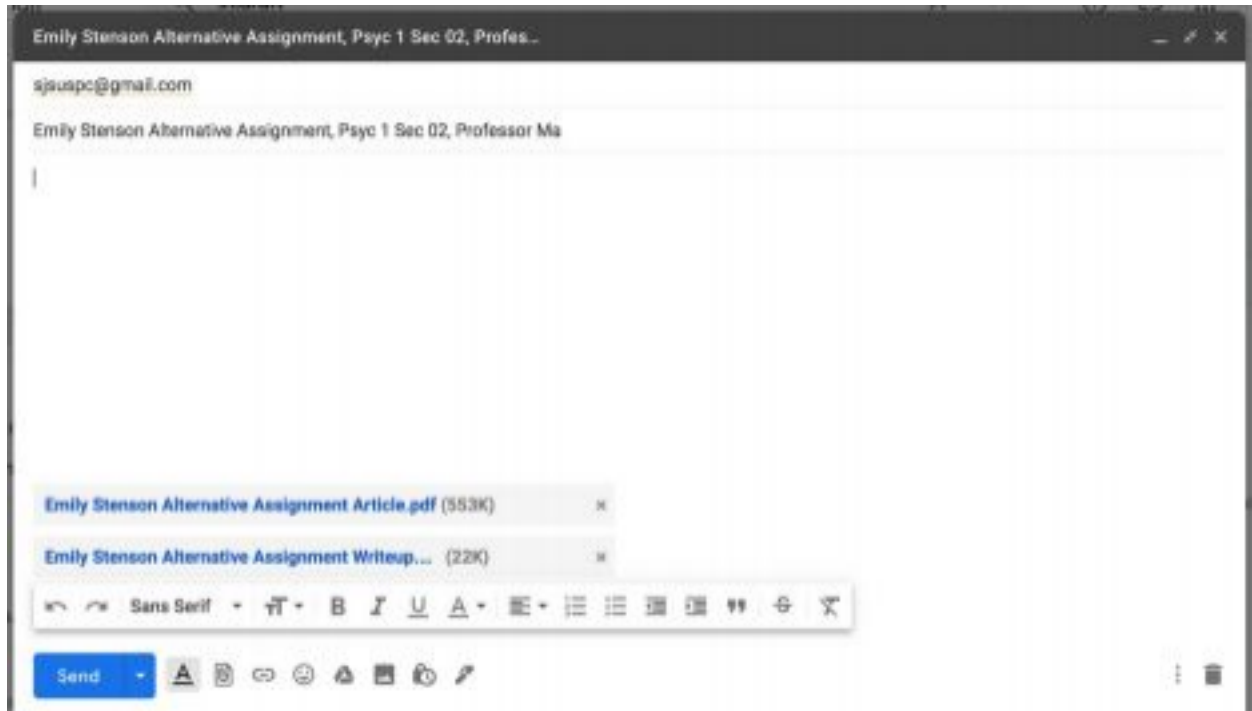 Emily Stenson Alternative Assignment, Psyc 1 Sec 02, Profes...
sjsuspc@gmail.com
Emily Stenson Alternative Assignment, Psyc 1 Sec 02, Professor Ma
Emily Stenson Alternative Assignment Article.pdf (553K)
Emily Stenson Alternative Assignment Writeup.... (22K)
Sans Serif
Send